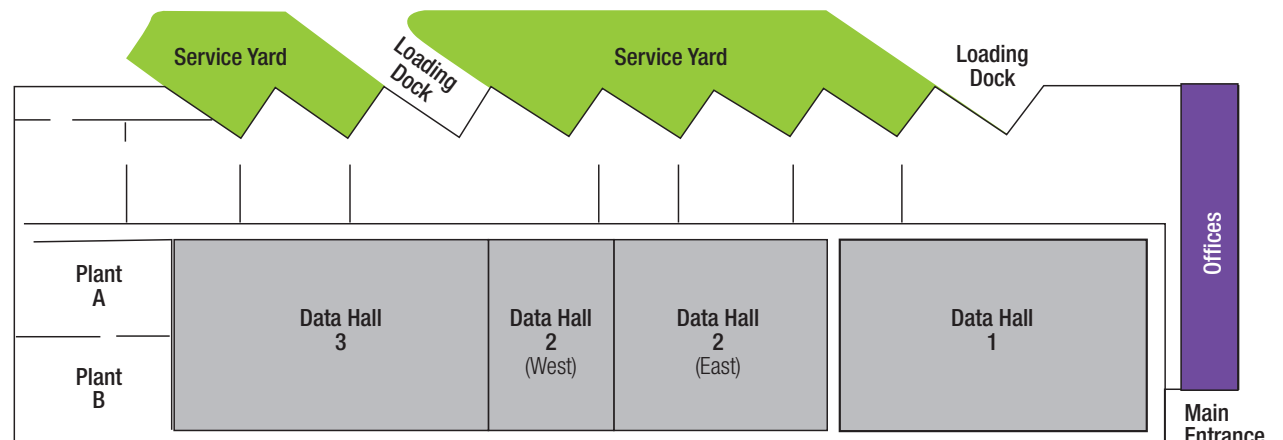 Service Yard
Loading
Dock
Service Yard
Loading
Dock
Offices
Plant
A
Data Hall
3
Data Hall
2
(West)
Data Hall
2
(East)
Data Hall
1
Plant
B
Main
Entrance